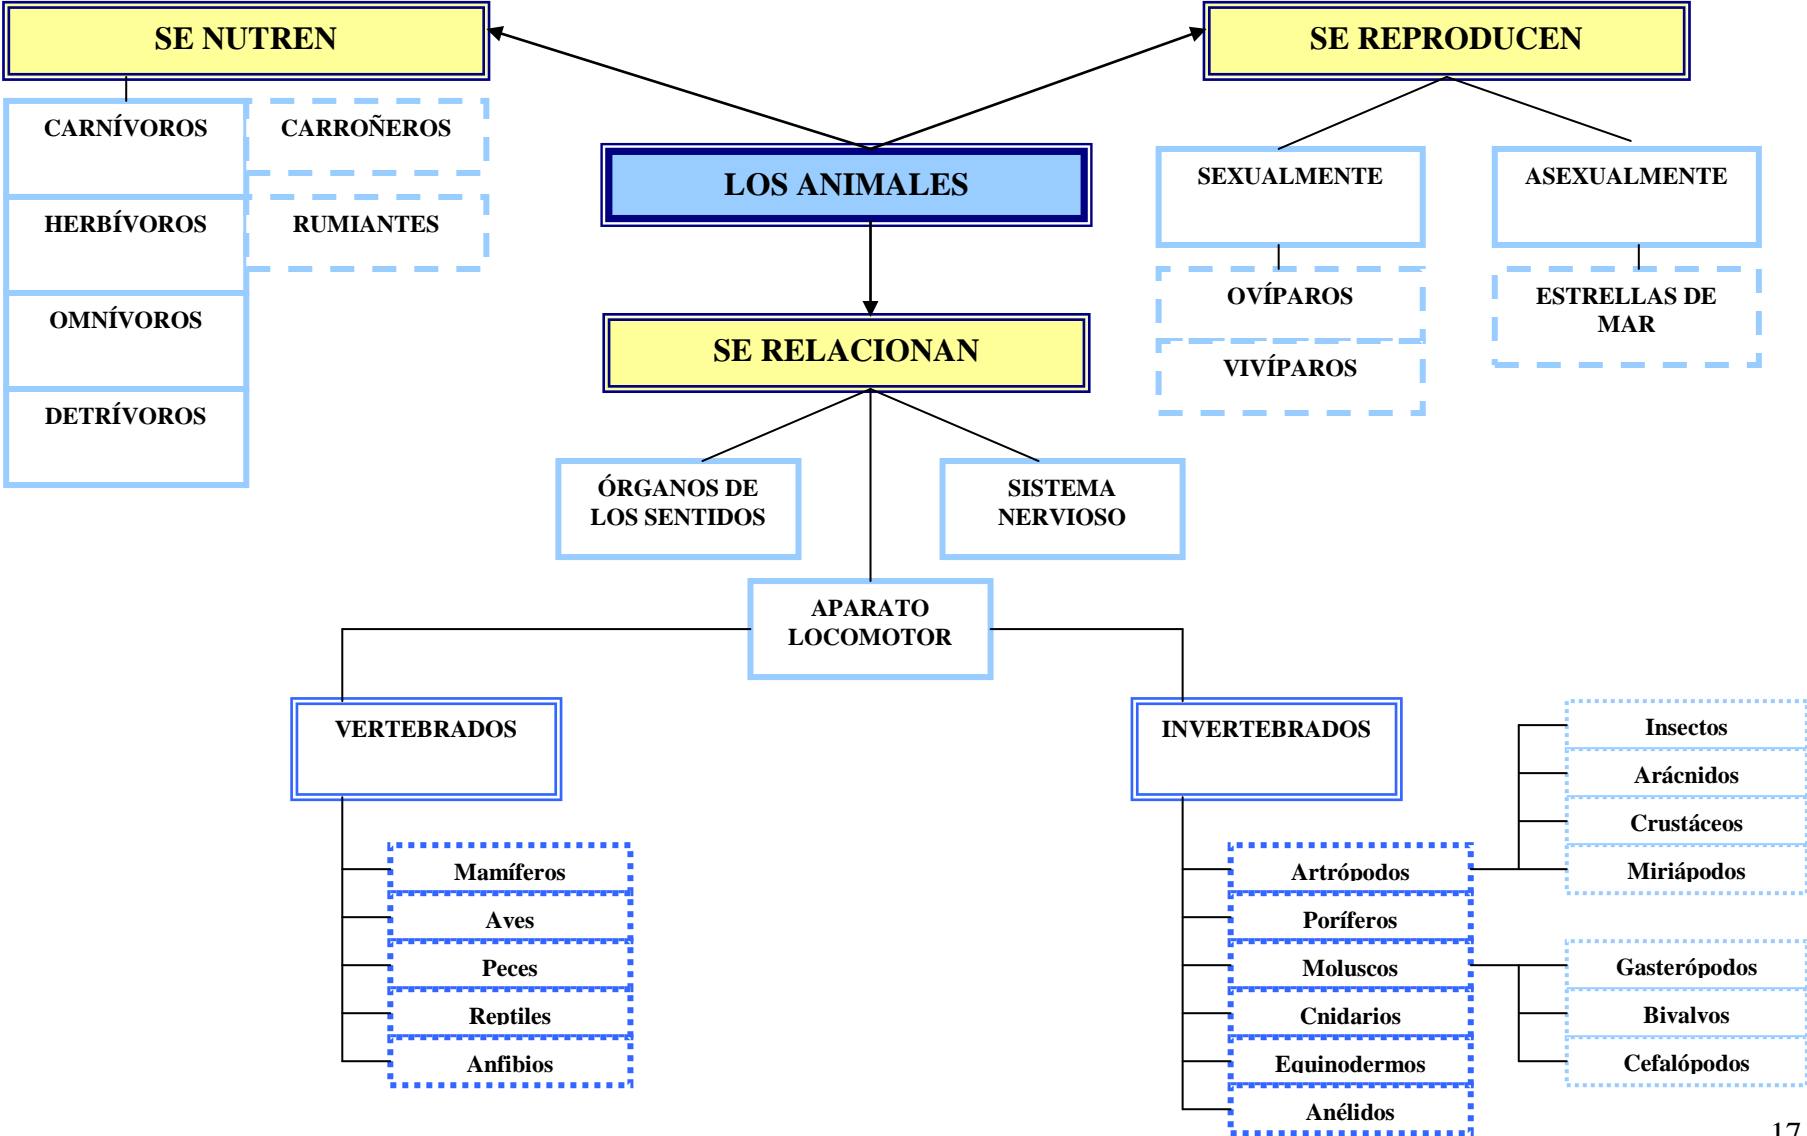 SE NUTREN
SE REPRODUCEN
CARNÍVOROS
CARROÑEROS
HERBÍVOROS
RUMIANTES
OMNÍVOROS
DETRÍVOROS
LOS ANIMALES
SEXUALMENTE
ASEXUALMENTE
OVÍPAROS
VIVÍPAROS
ESTRELLAS DE
MAR
SE RELACIONAN
ÓRGANOS DE
LOS SENTIDOS
SISTEMA
NERVIOSO
APARATO
LOCOMOTOR
VERTEBRADOS
Mamíferos
Aves
Peces
Reptiles
Anfibios
INVERTEBRADOS
Artrópodos
Poríferos
Moluscos
Cnidarios
Equinodermos
Anélidos
Insectos
Arácnidos
Crustáceos
Miriápodos
Gasterópodos
Bivalvos
Cefalópodos
17